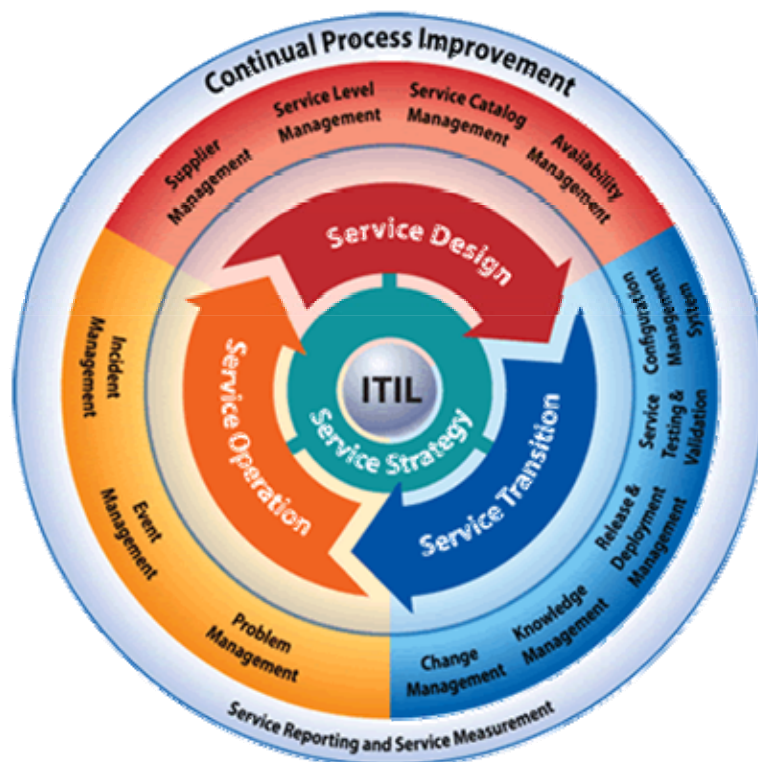 Continual Process Improvement
Supplier
Management
Service Level
Management
Service Catalog
Management
Availability
Management
Configuration
Management
System
Service
Testing &
Validation
Release &
Deployment
Management
Knowledge
Management
Change
Management
Problem
Management
Event
Management
Incident
Management
Service Design
Service Transition
Service Operation
Service Strategy
ITIL
Service Reporting and Service Measurement